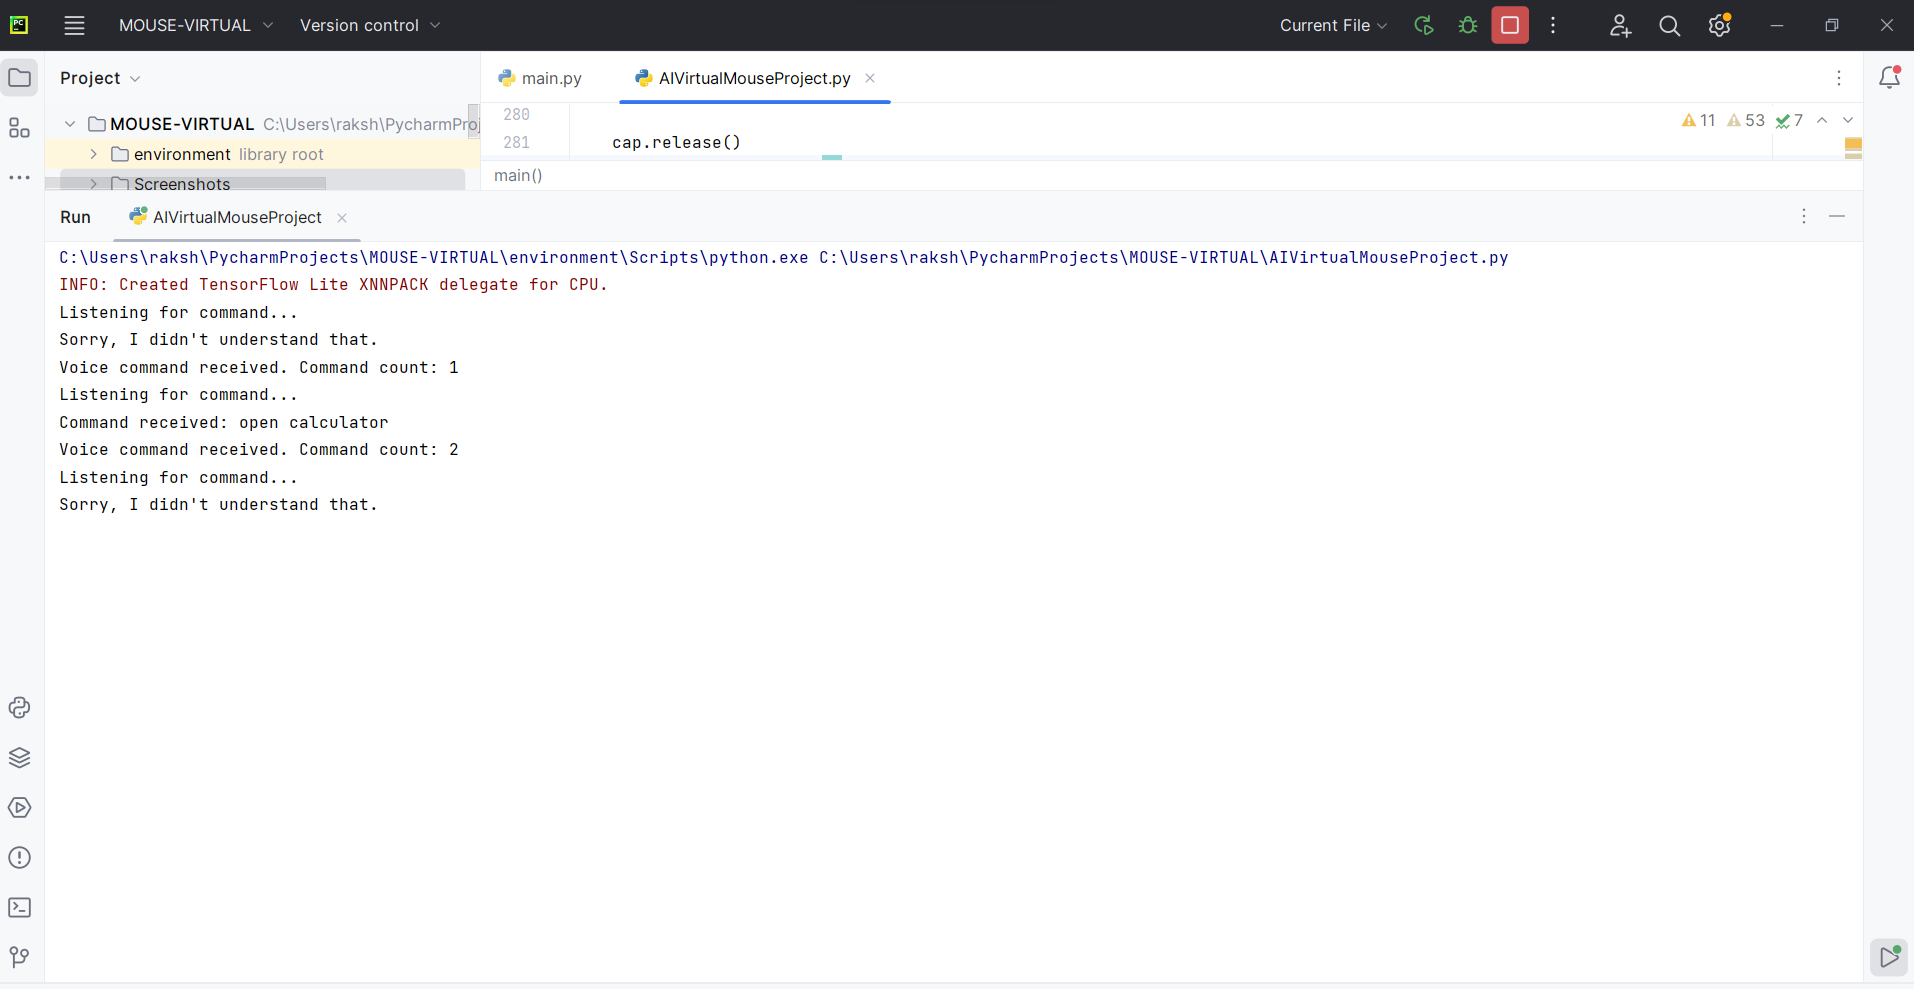 PC
MOUSE-VIRTUAL
Version control
Current File
Project
main.py
AIVirtualMouseProject.py
MOUSE-VIRTUAL C:\Users\raksh\PycharmProj
280
11 53 7
environment library root
281 cap.release()
Screenshots
main()
Run
AIVirtualMouseProject
C:\Users\raksh\PycharmProjects\MOUSE-VIRTUAL\environment\Scripts\python.exe C:\Users\raksh\PycharmProjects\MOUSE-VIRTUAL\AIVirtualMouseProject.py
INFO: Created TensorFlow Lite XNNPACK delegate for CPU.
Listening for command...
Sorry, I didn't understand that.
Voice command received. Command count: 1
Listening for command...
Command received: open calculator
Voice command received. Command count: 2
Listening for command...
Sorry, I didn't understand that.